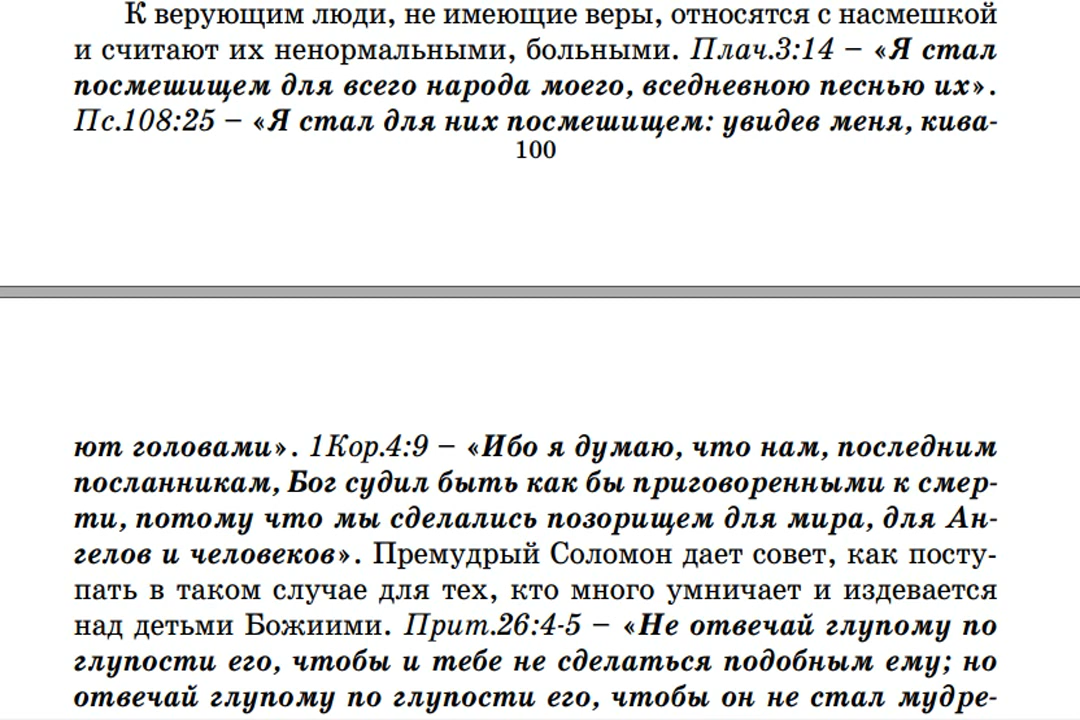 К верующим люди, не имеющие веры, относятся с насмешкой
и считают их ненормальными, больными. Плач.3:14 – «Я стал
посмешищем для всего народа моего, вседневною песнью их».
Пс.108:25 – «Я стал для них посмешищем: увидев меня, кива-
100
ют головами». 1Кор.4:9 – «Ибо я думаю, что нам, последним
посланникам, Бог судил быть как бы приговоренными к смер-
ти, потому что мы сделались позорищем для мира, для Ан-
гелов и человеков». Премудрый Соломон дает совет, как посту-
пать в таком случае для тех, кто много умничает и издевается
над детьми Божиими. Прит.26:4-5 – «Не отвечай глупому по
глупости его, чтобы и тебе не сделаться подобным ему; но
отвечай глупому по глупости его, чтобы он не стал мудре-